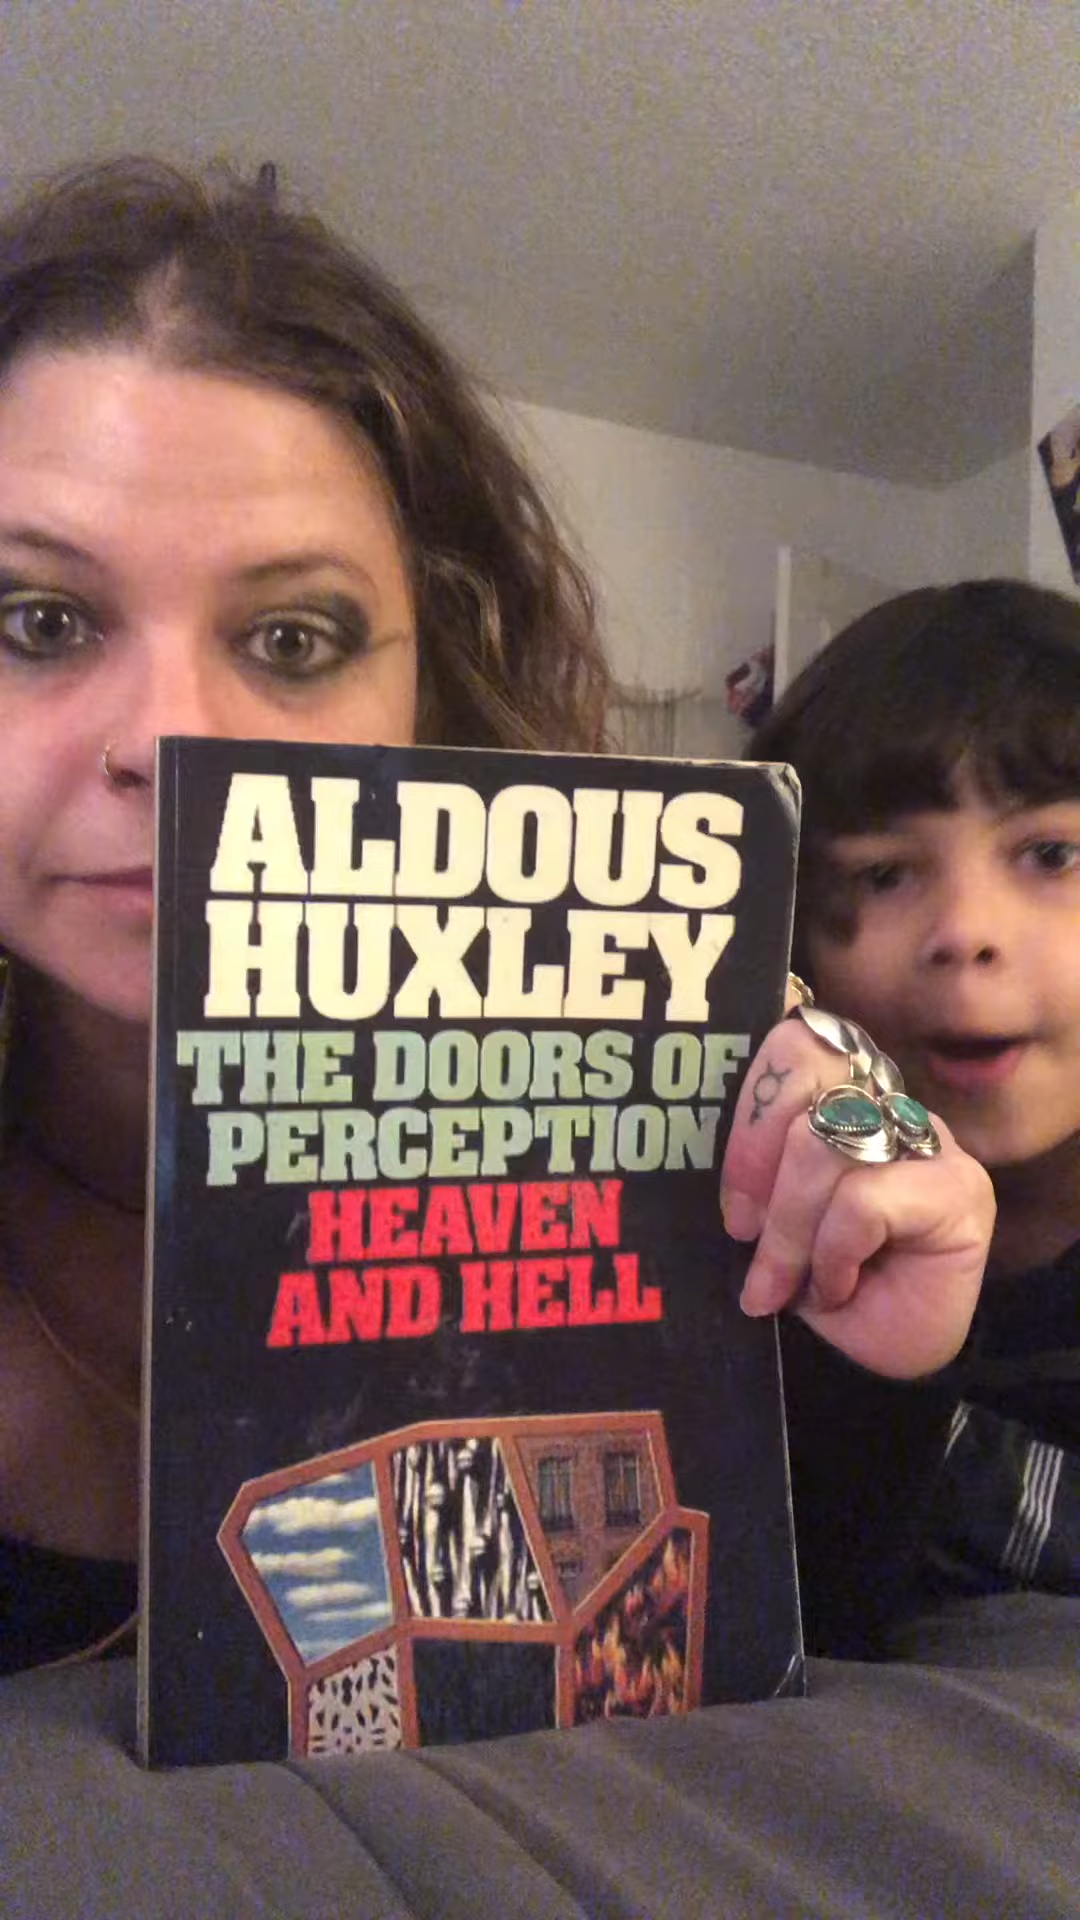 ALDOUS
HUXLEY
THE DOORS OF
PERCEPTION
HEAVEN
AND HELL